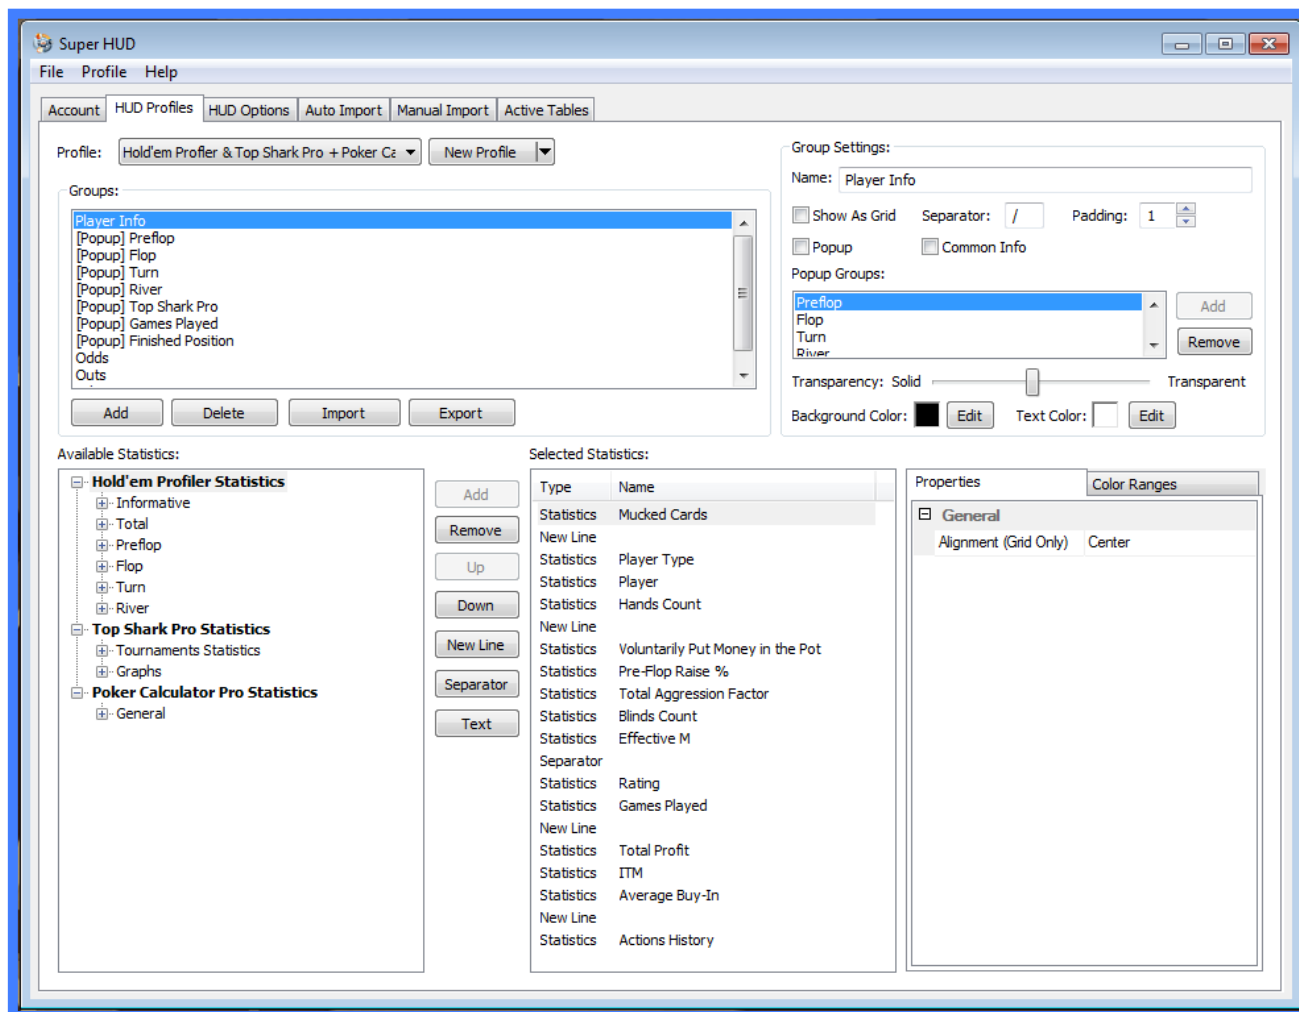 Super HUD
File Profile Help
Account HUD Profiles HUD Options Auto Import Manual Import Active Tables
Profile: Hold'em Profler & Top Shark Pro + Poker Ca New Profile
Groups:
Player Info
[Popup] Preflop
[Popup] Flop
[Popup] Turn
[Popup] River
[Popup] Top Shark Pro
[Popup] Games Played
[Popup] Finished Position
Odds
Outs
Add Delete Import Export
Group Settings:
Name: Player Info
Show As Grid Separator: / Padding: 1
Popup Common Info
Popup Groups:
Preflop
Flop
Turn
River
Add
Remove
Transparency: Solid Transparent
Background Color: Edit Text Color: Edit
Available Statistics:
Hold'em Profiler Statistics
Informative
Total
Preflop
Flop
Turn
River
Top Shark Pro Statistics
Tournaments Statistics
Graphs
Poker Calculator Pro Statistics
General
Add
Remove
Up
Down
New Line
Separator
Text
Selected Statistics:
Type Name
Statistics Mucked Cards
New Line
Statistics Player Type
Statistics Player
Statistics Hands Count
New Line
Statistics Voluntarily Put Money in the Pot
Statistics Pre-Flop Raise %
Statistics Total Aggression Factor
Statistics Blinds Count
Statistics Effective M
Separator
Statistics Rating
Statistics Games Played
New Line
Statistics Total Profit
Statistics ITM
Statistics Average Buy-In
New Line
Statistics Actions History
Properties Color Ranges
General
Alignment (Grid Only) Center